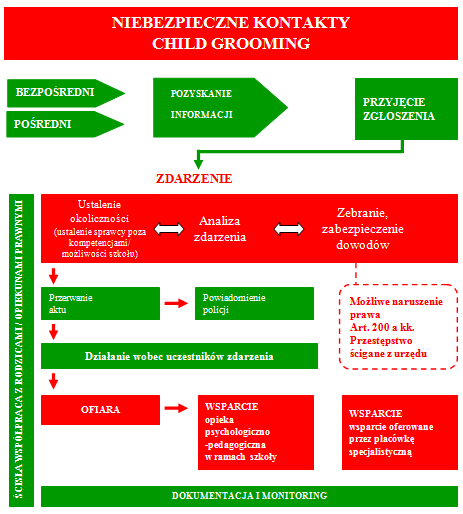 NIEBEZPIECZNE KONTAKTY
CHILD GROOMING
BEZPOŚREDNI
POŚREDNI
POZYSKANIE
INFORMACJI
PRZYJĘCIE
ZGŁOSZENIA
ZDARZENIE
ŚCISŁA WSPÓŁPRACA Z RODZICAMI / OPIEKUNAMI PRAWNYMI
Ustalenie
okoliczności
(ustalenie sprawcy poza
kompetencjami/
możliwości szkołu)
Analiza
zdarzenia
Zebranie,
zabezpieczenie
dowodów
Przerwanie
aktu
Powiadomienie
policji
Możliwe naruszenie
prawa
Art. 200 a kk.
Przestępstwo
ścigane z urzędu
Działanie wobec uczestników zdarzenia
OFIARA
WSPARCIE
opieka
psychologiczno
-pedagogiczna
w ramach szkoły
WSPARCIE
wsparcie oferowane
przez placówkę
specjalistyczną
DOKUMENTACJA I MONITORING